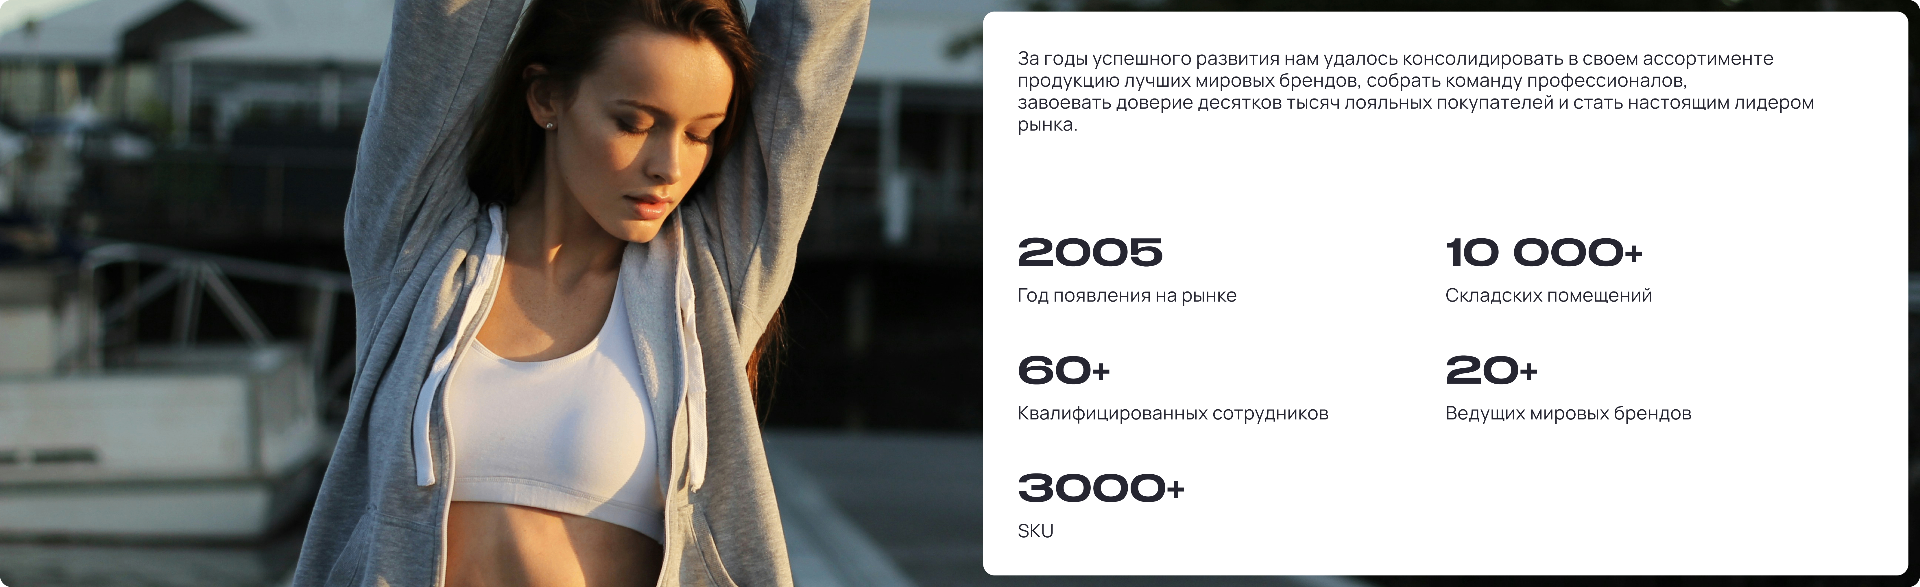 За годы успешного развития нам удалось консолидировать в своем ассортименте
продукцию лучших мировых брендов, собрать команду профессионалов,
завоевать доверие десятков тысяч лояльных покупателей и стать настоящим лидером
рынка.
2005
Год появления на рынке
10 000+
Складских помещений
60+
Квалифицированных сотрудников
20+
Ведущих мировых брендов
3000+
SKU